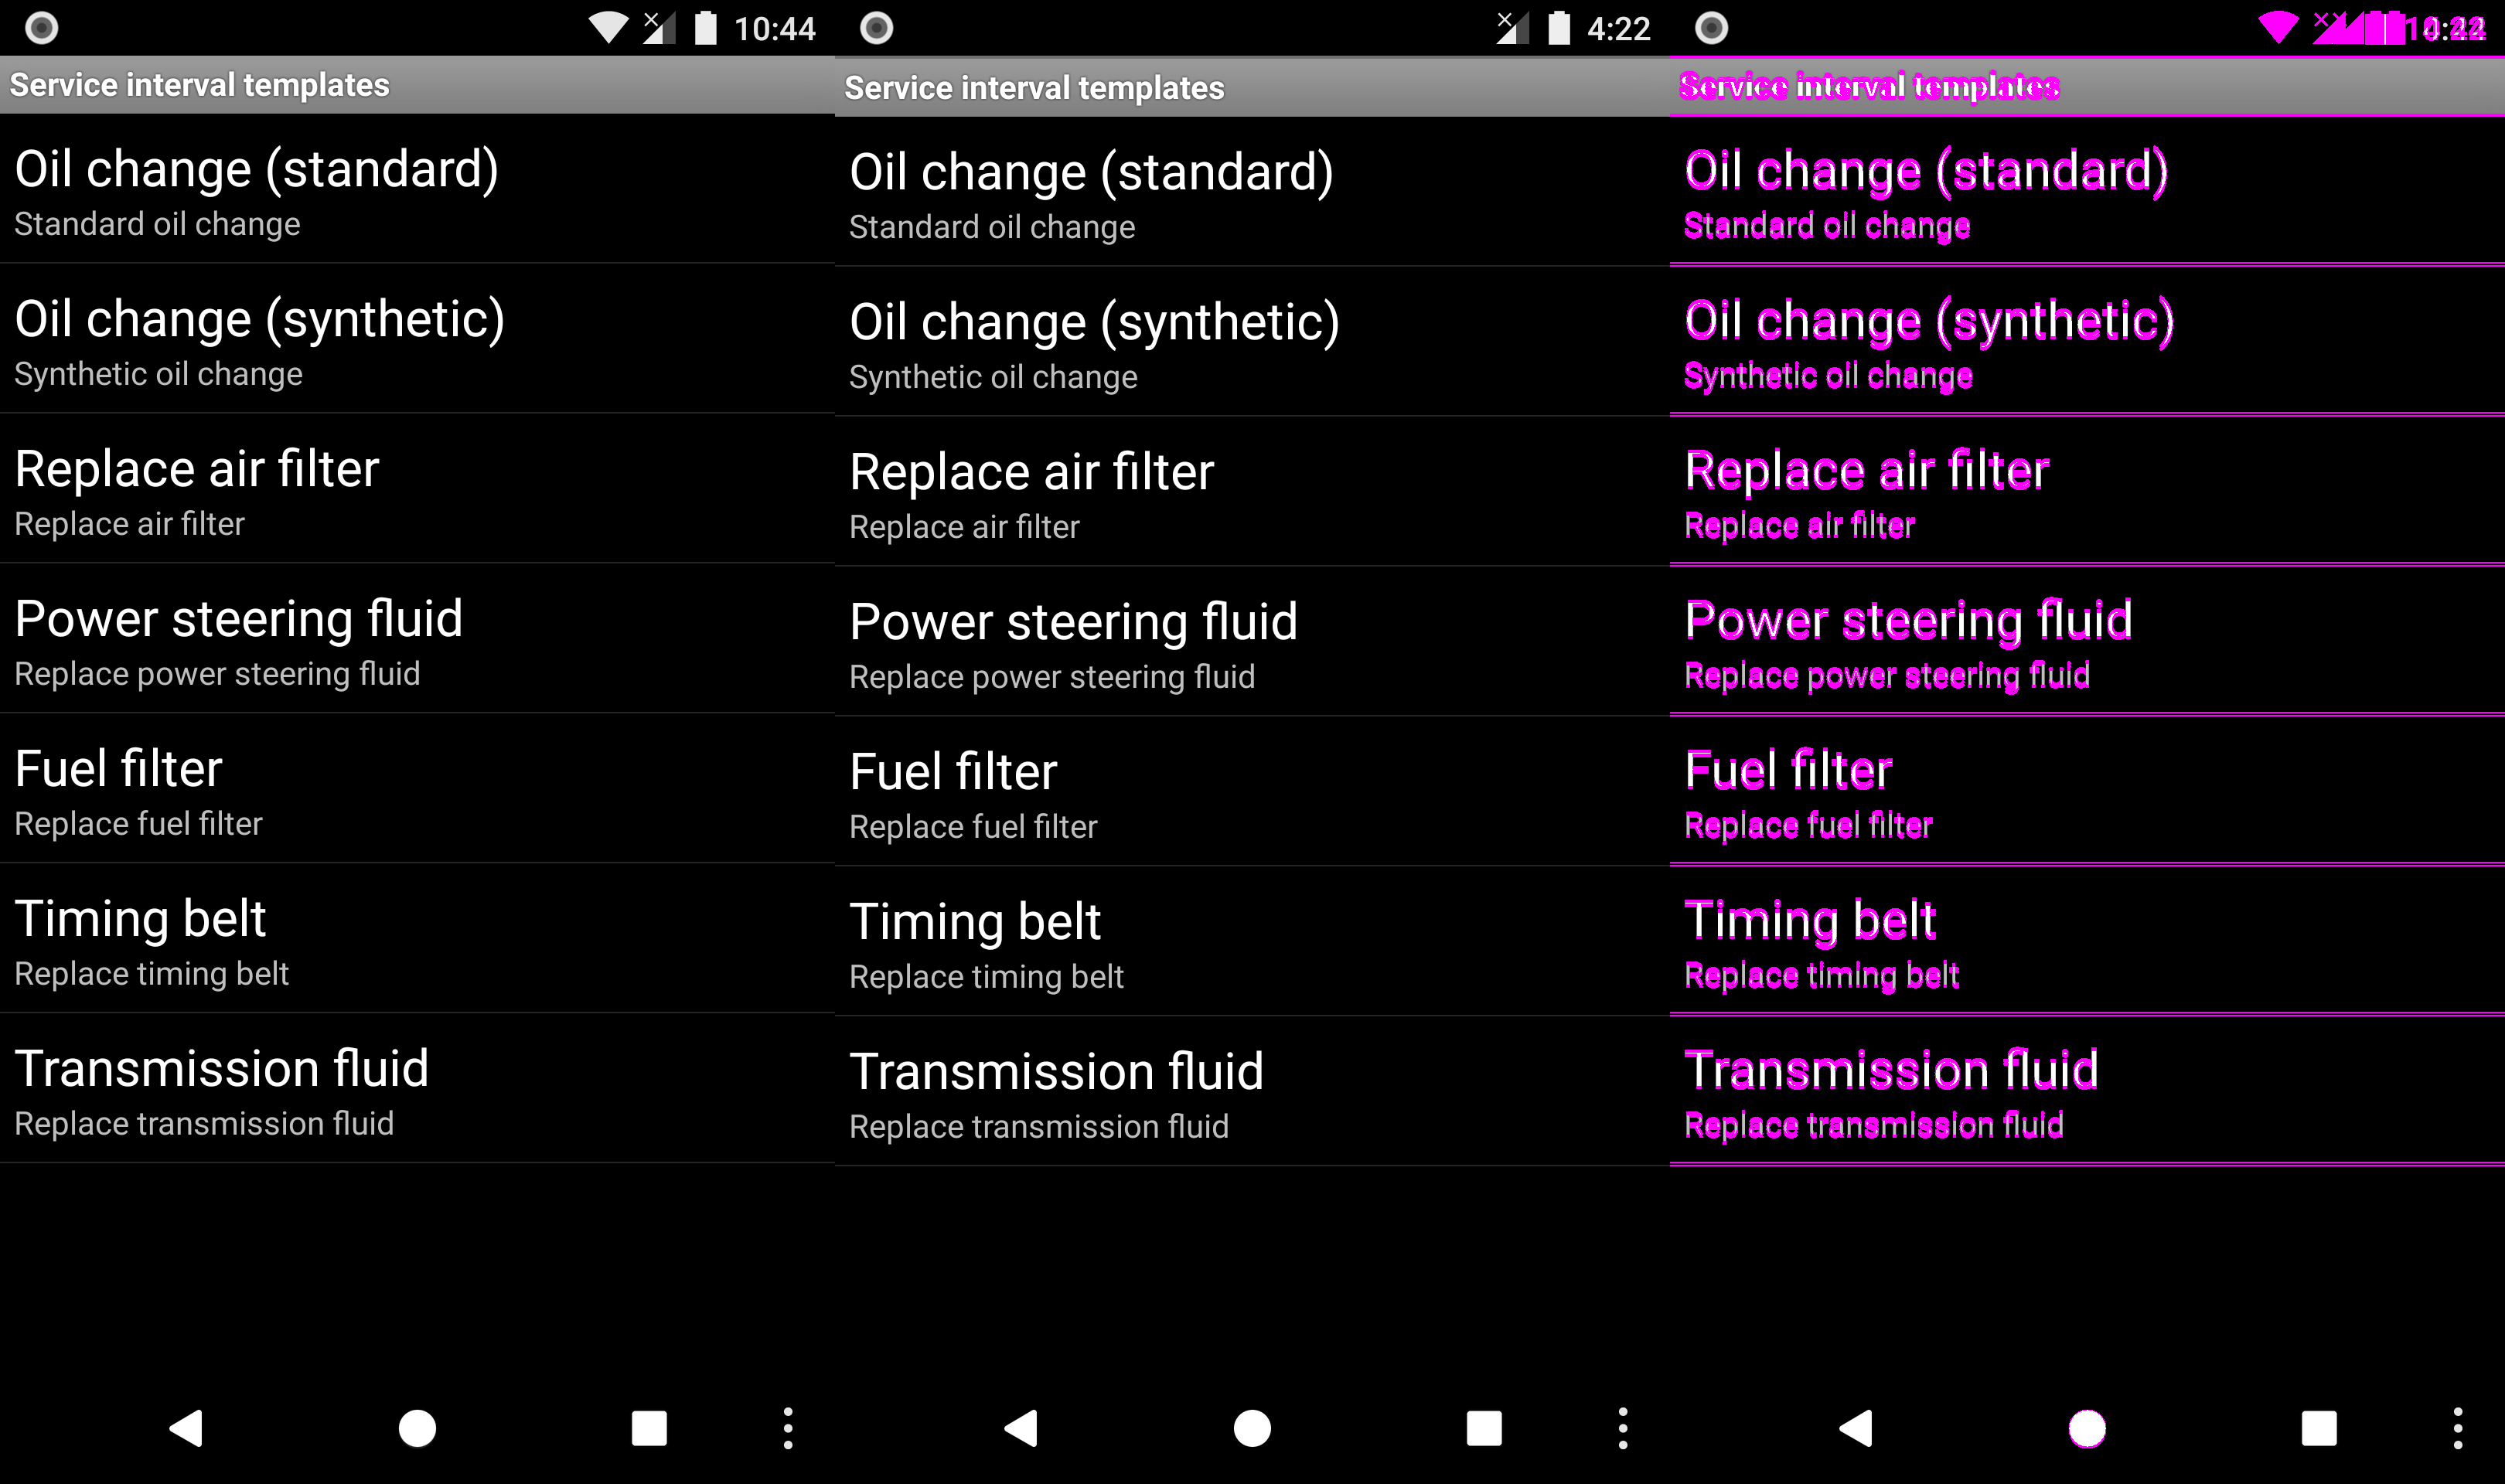 10:44
Service interval templates
Oil change (standard)
Standard oil change
Oil change (synthetic)
Synthetic oil change
Replace air filter
Replace air filter
Power steering fluid
Replace power steering fluid
Fuel filter
Replace fuel filter
Timing belt
Replace timing belt
Transmission fluid
Replace transmission fluid
4:22
Service interval templates
Oil change (standard)
Standard oil change
Oil change (synthetic)
Synthetic oil change
Replace air filter
Replace air filter
Power steering fluid
Replace power steering fluid
Fuel filter
Replace fuel filter
Timing belt
Replace timing belt
Transmission fluid
Replace transmission fluid
Service interval templates
Oil change (standard)
Standard oil change
Oil change (synthetic)
Synthetic oil change
Replace air filter
Replace air filter
Power steering fluid
Replace power steering fluid
Fuel filter
Replace fuel filter
Timing belt
Replace timing belt
Transmission fluid
Replace transmission fluid